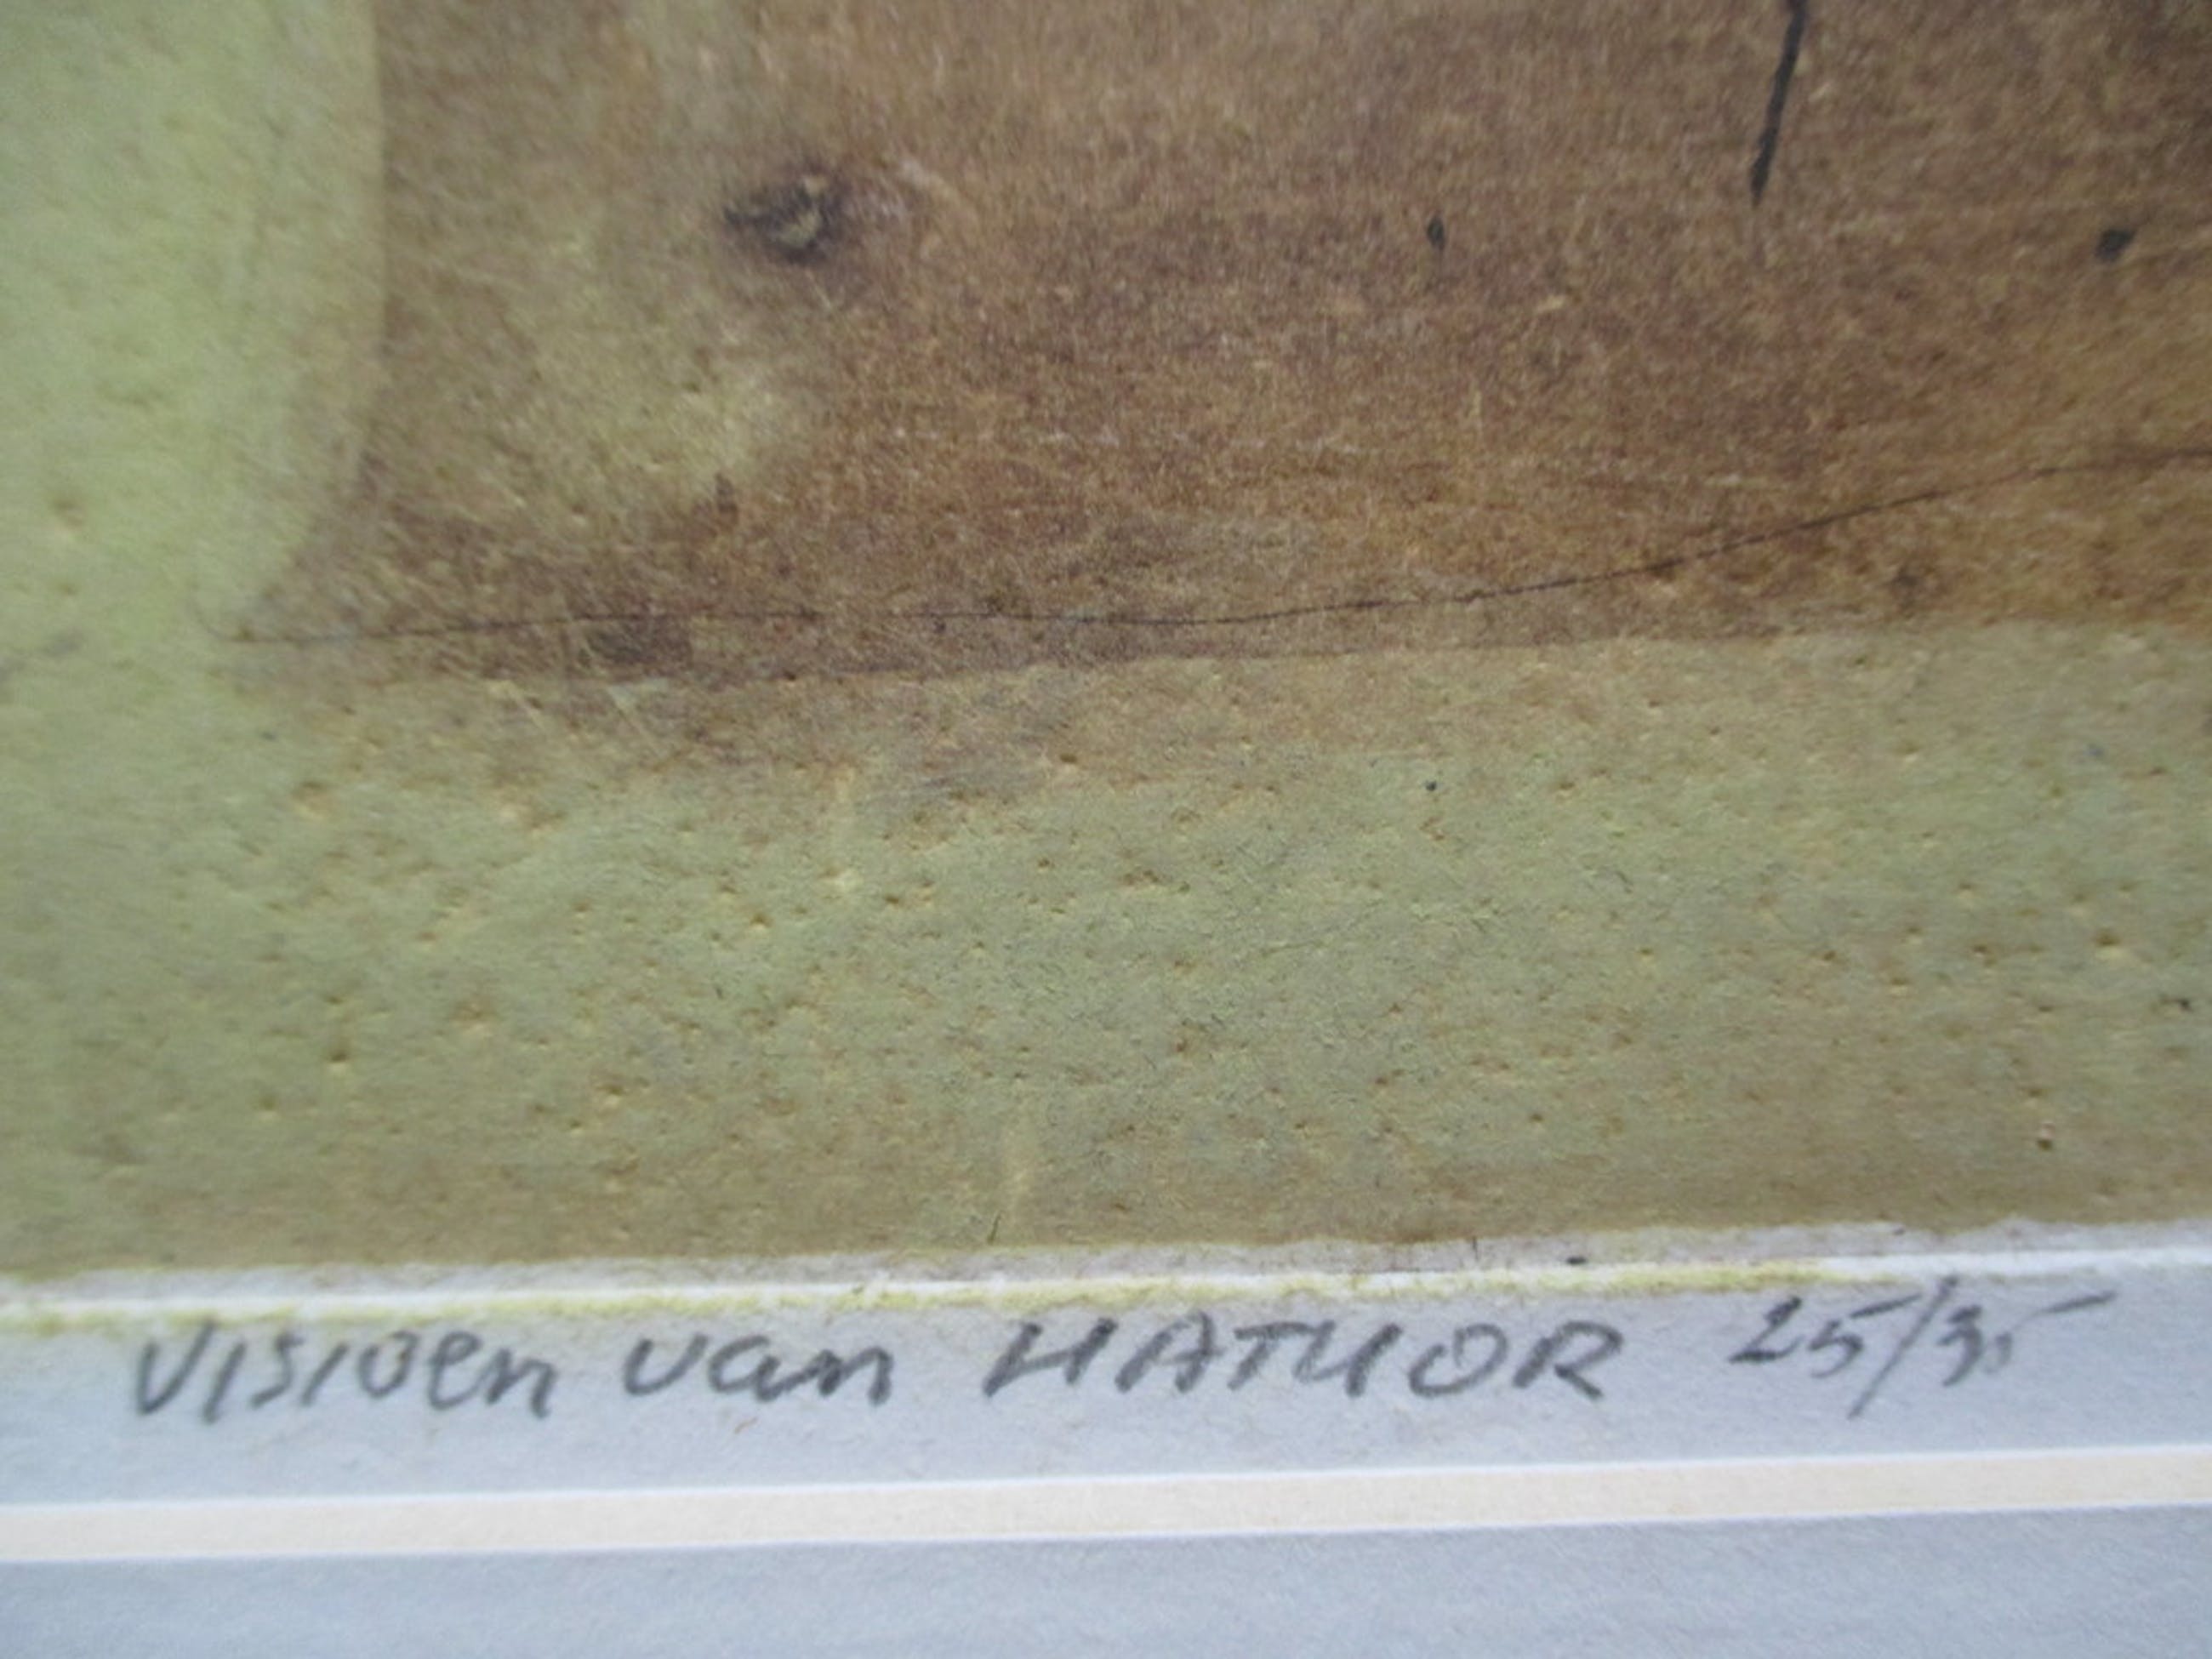 Visioen van HATHOR 25/35